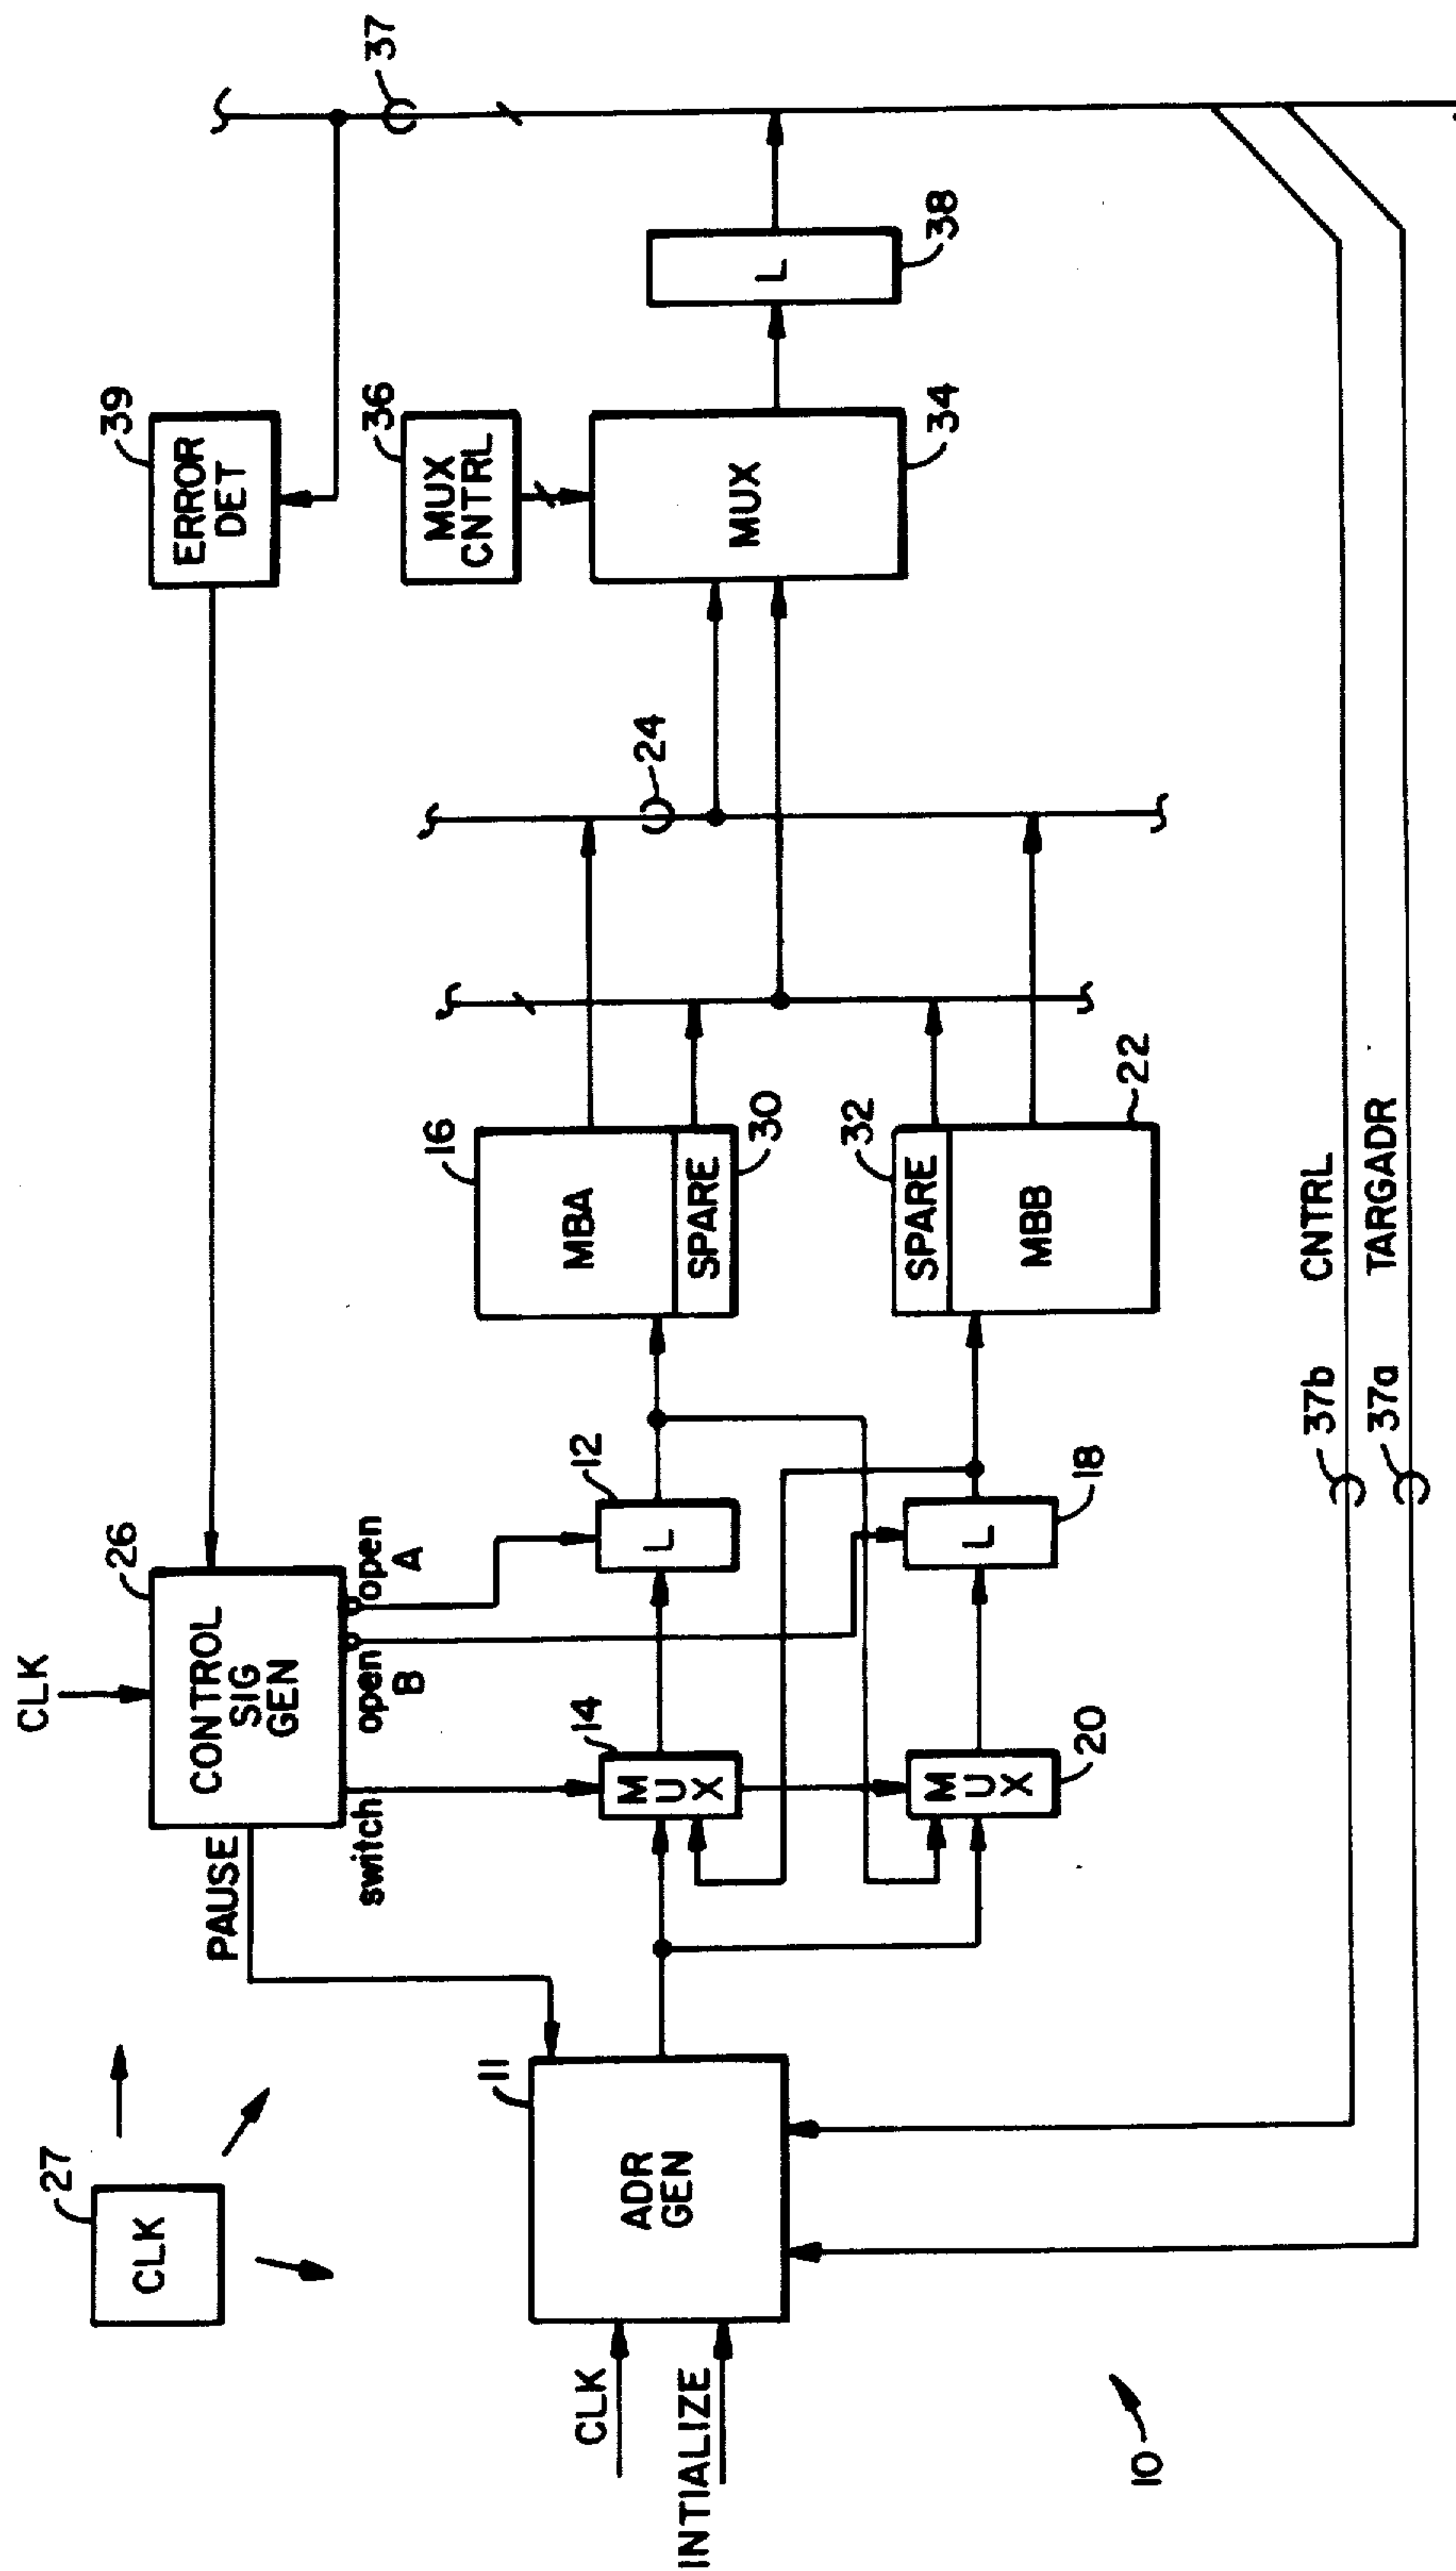 27
CLK
CLK
26
CONTROL
SIG
GEN
PAUSE
switch
open
B
open
A
39
ERROR
DET
37
36
MUX
CNTRL
11
ADR
GEN
CLK
INTIALIZE
14
MUX
12
L
16
MBA
SPARE
30
24
MUX
34
L
38
20
MUX
18
L
32
SPARE
MBB
22
37b
CNTRL
37a
TARGADR
10